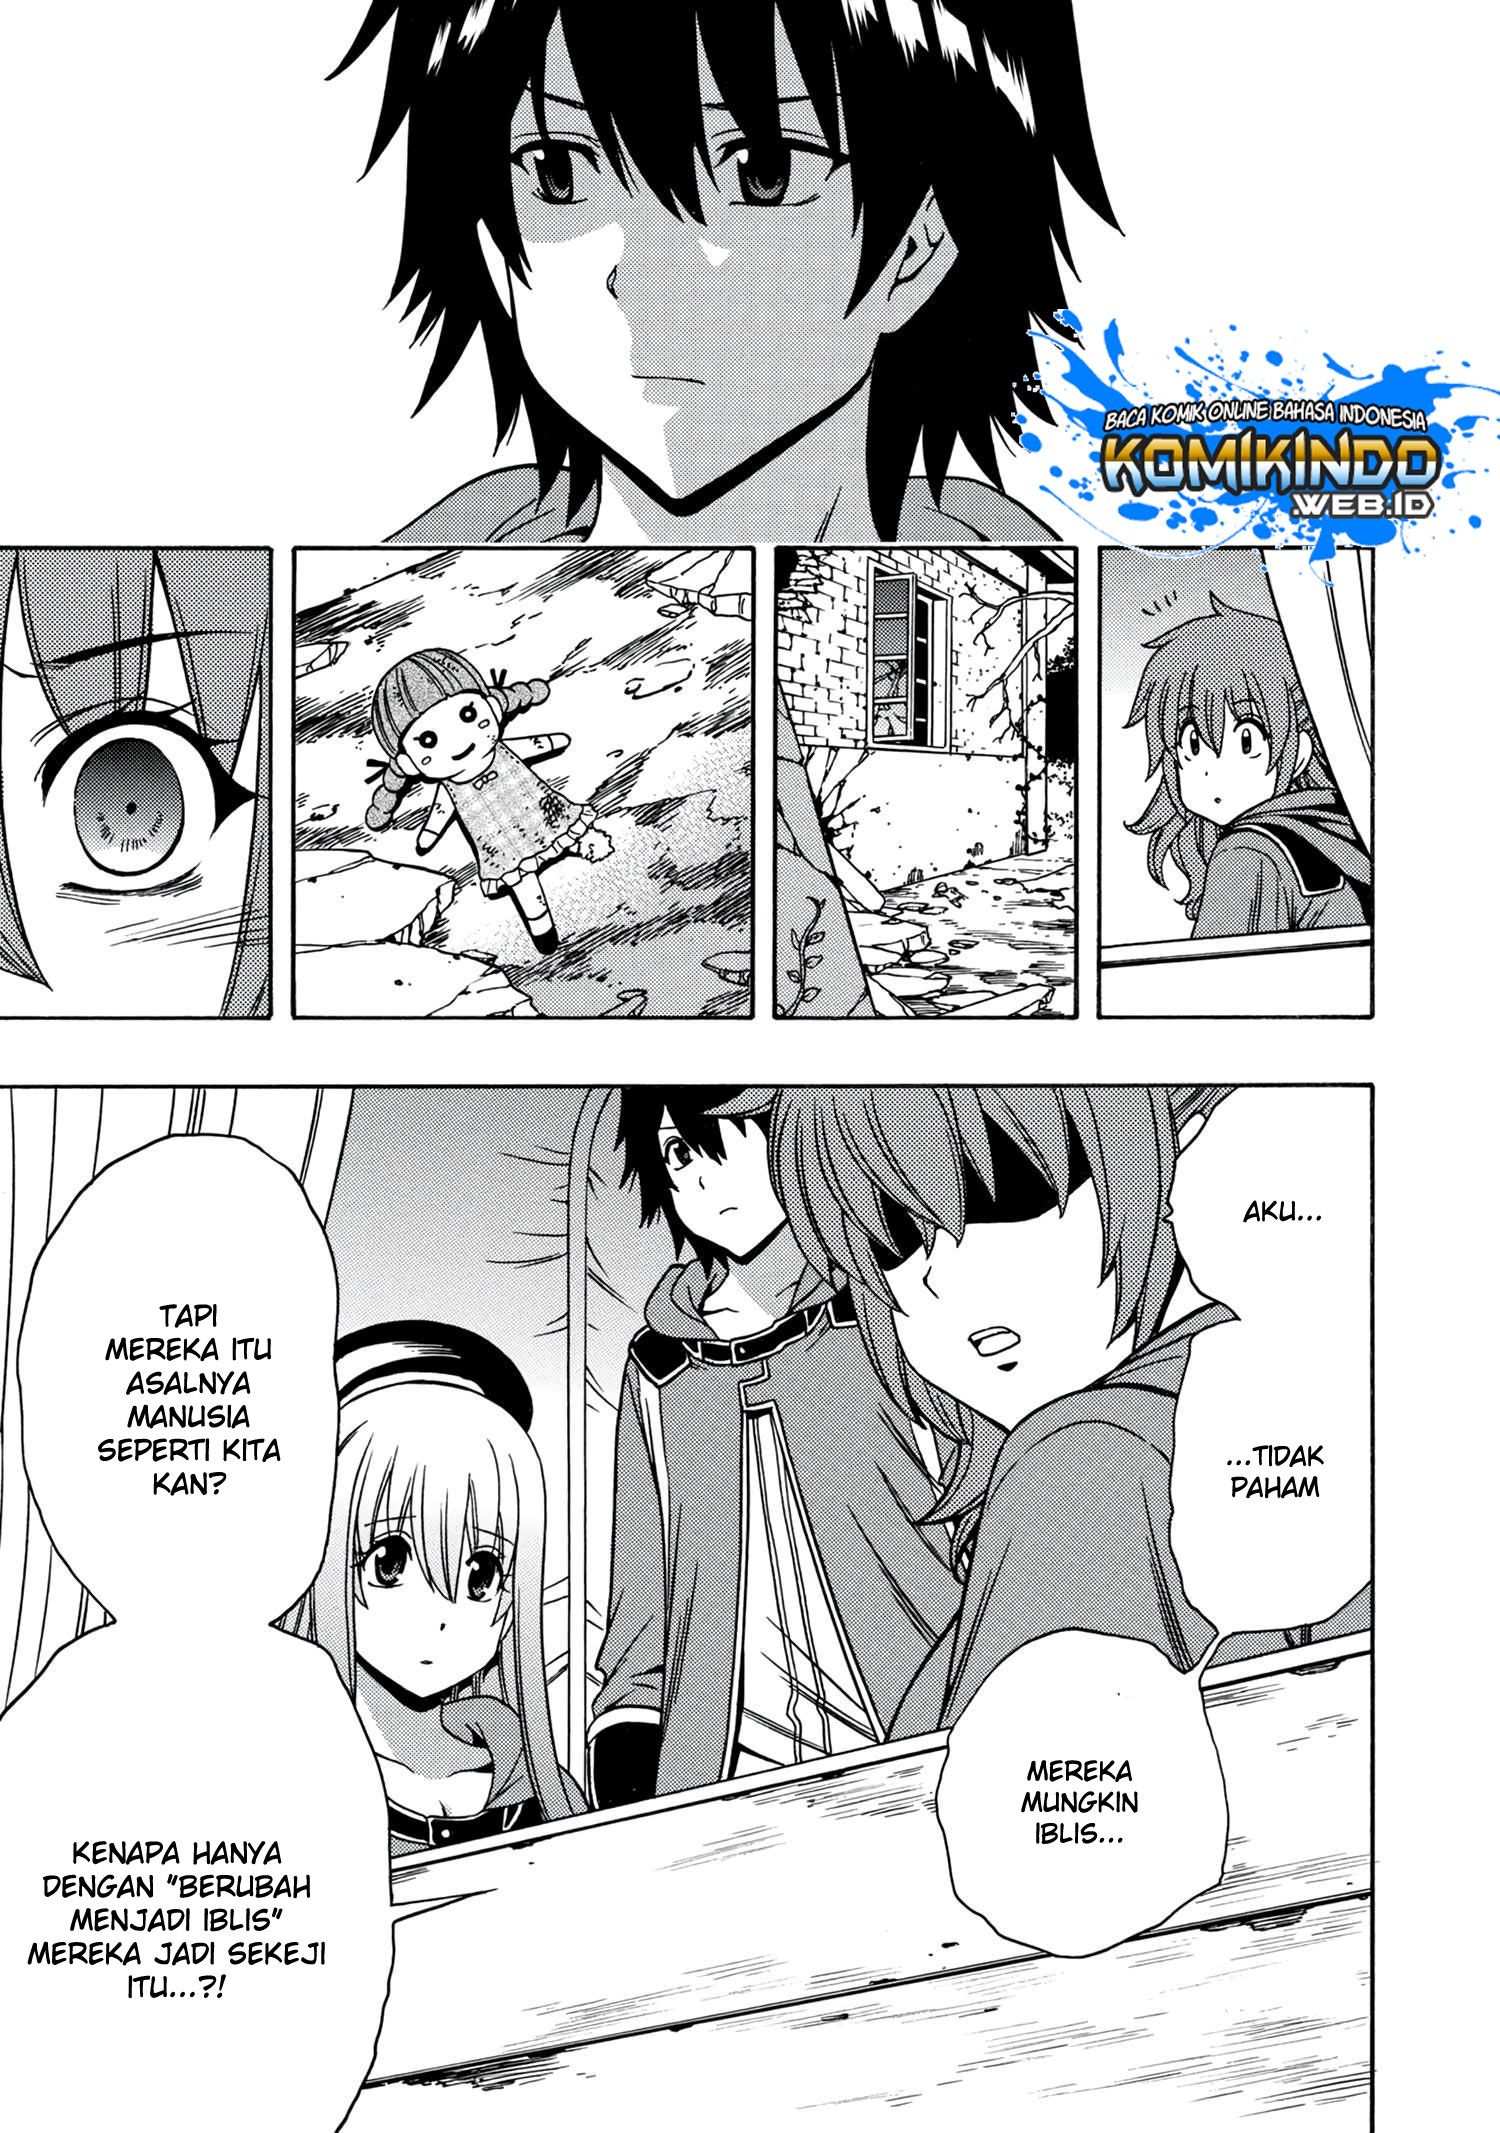 BACA KOMIK ONLINE BAHASA INDONESIA
KOMIKINDO
.WEB.ID
AKU...
...TIDAK
PAHAM
MEREKA
MUNGKIN
IBLIS...
TAPI
MEREKA ITU
ASALNYA
MANUSIA
SEPERTI KITA
KAN?
KENAPA HANYA
DENGAN "BERUBAH
MENJADI IBLIS"
MEREKA JADI SEKEJI
ITU...?!